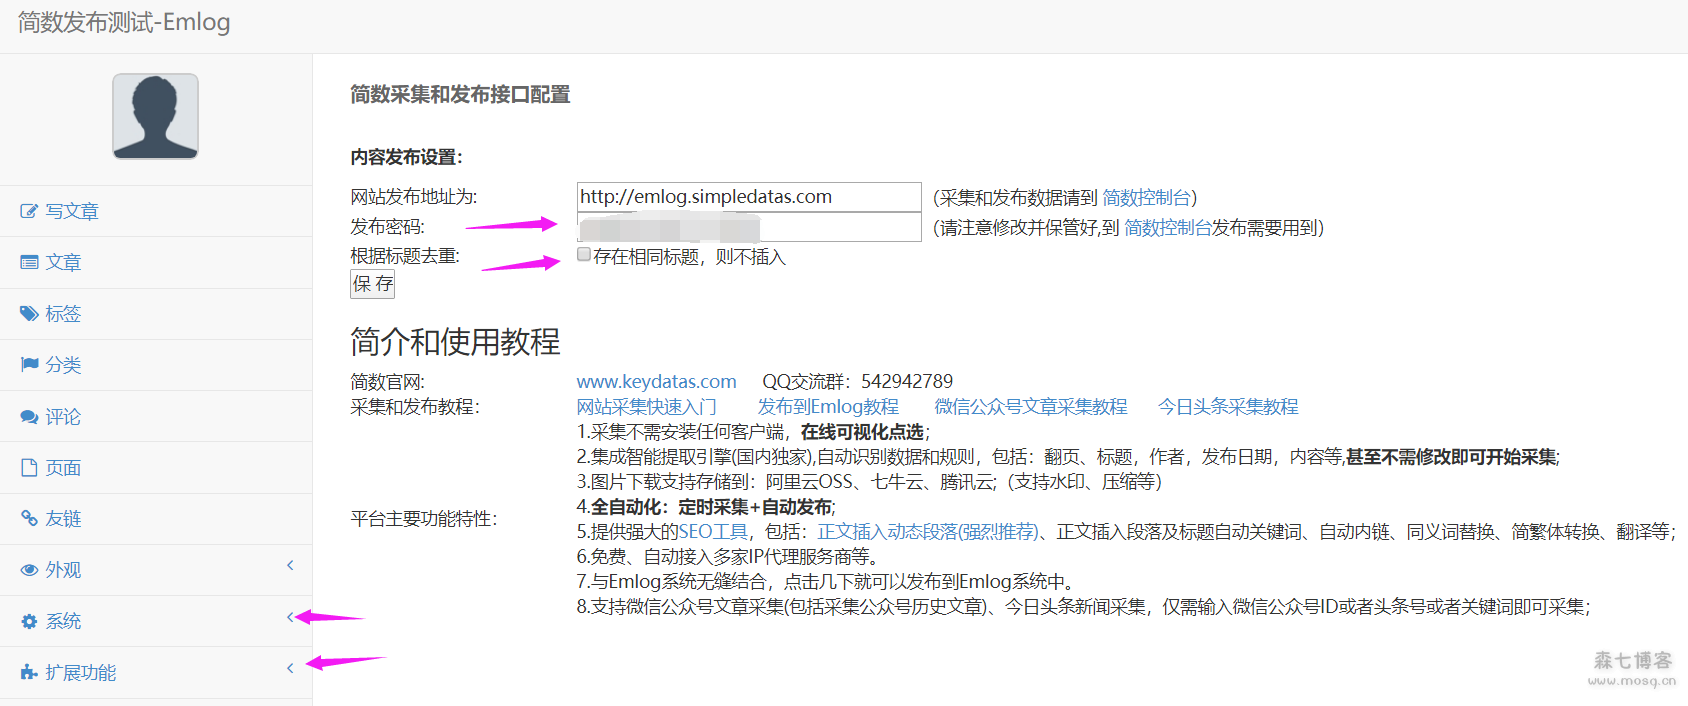 简数发布测试-Emlog
写文章
文章
标签
分类
评论
页面
友链
外观
系统
扩展功能
简数采集和发布接口配置
内容发布设置：
网站发布地址为: http://emlog.simpledatas.com （采集和发布数据请到 简数控制台）
发布密码: （请注意修改并保管好,到 简数控制台发布需要用到）
根据标题去重: 存在相同标题，则不插入
保 存
简介和使用教程
简数官网: www.keydatas.com QQ交流群：542942789
采集和发布教程： 网站采集快速入门 发布到Emlog教程 微信公众号文章采集教程 今日头条采集教程
平台主要功能特性：
1.采集不需安装任何客户端，在线可视化点选；
2.集成智能提取引擎(国内独家),自动识别数据和规则，包括：翻页、标题，作者，发布日期，内容等,甚至不需修改即可开始采集;
3.图片下载支持存储到：阿里云OSS、七牛云、腾讯云;（支持水印、压缩等）
4.全自动化：定时采集+自动发布;
5.提供强大的SEO工具，包括：正文插入动态段落(强烈推荐)、正文插入段落及标题自动关键词、自动内链、同义词替换、简繁体转换、翻译等；
6.免费、自动接入多家IP代理服务商等。
7.与Emlog系统无缝结合，点击几下就可以发布到Emlog系统中。
8.支持微信公众号文章采集(包括采集公众号历史文章)、今日头条新闻采集，仅需输入微信公众号ID或者头条号或者关键词即可采集；
森七博客
www.mosq.cn